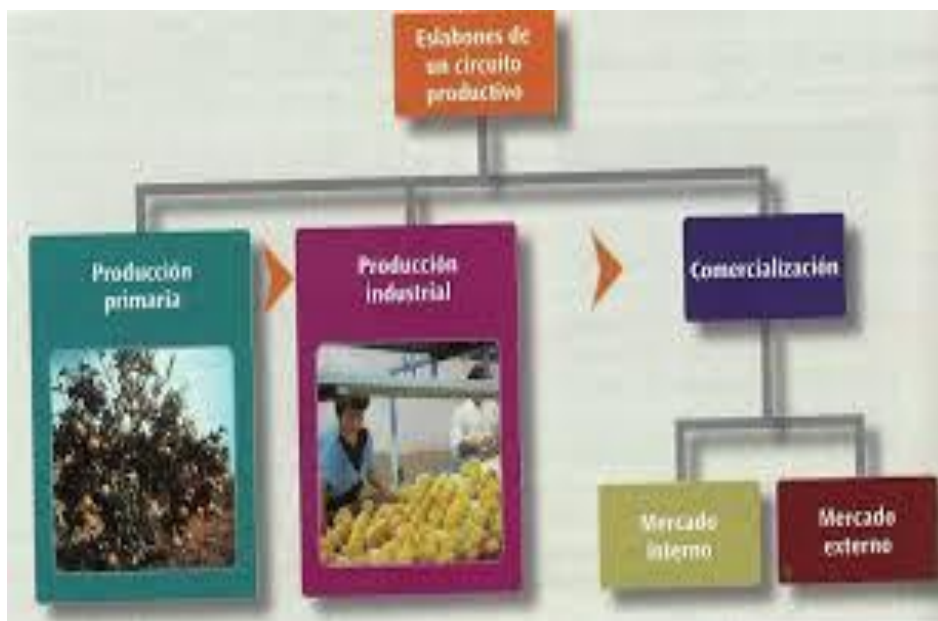 Eslabones de
un circuito
productivo
Producción
primaria
Producción
industrial
Comercialización
Mercado
interno
Mercado
externo